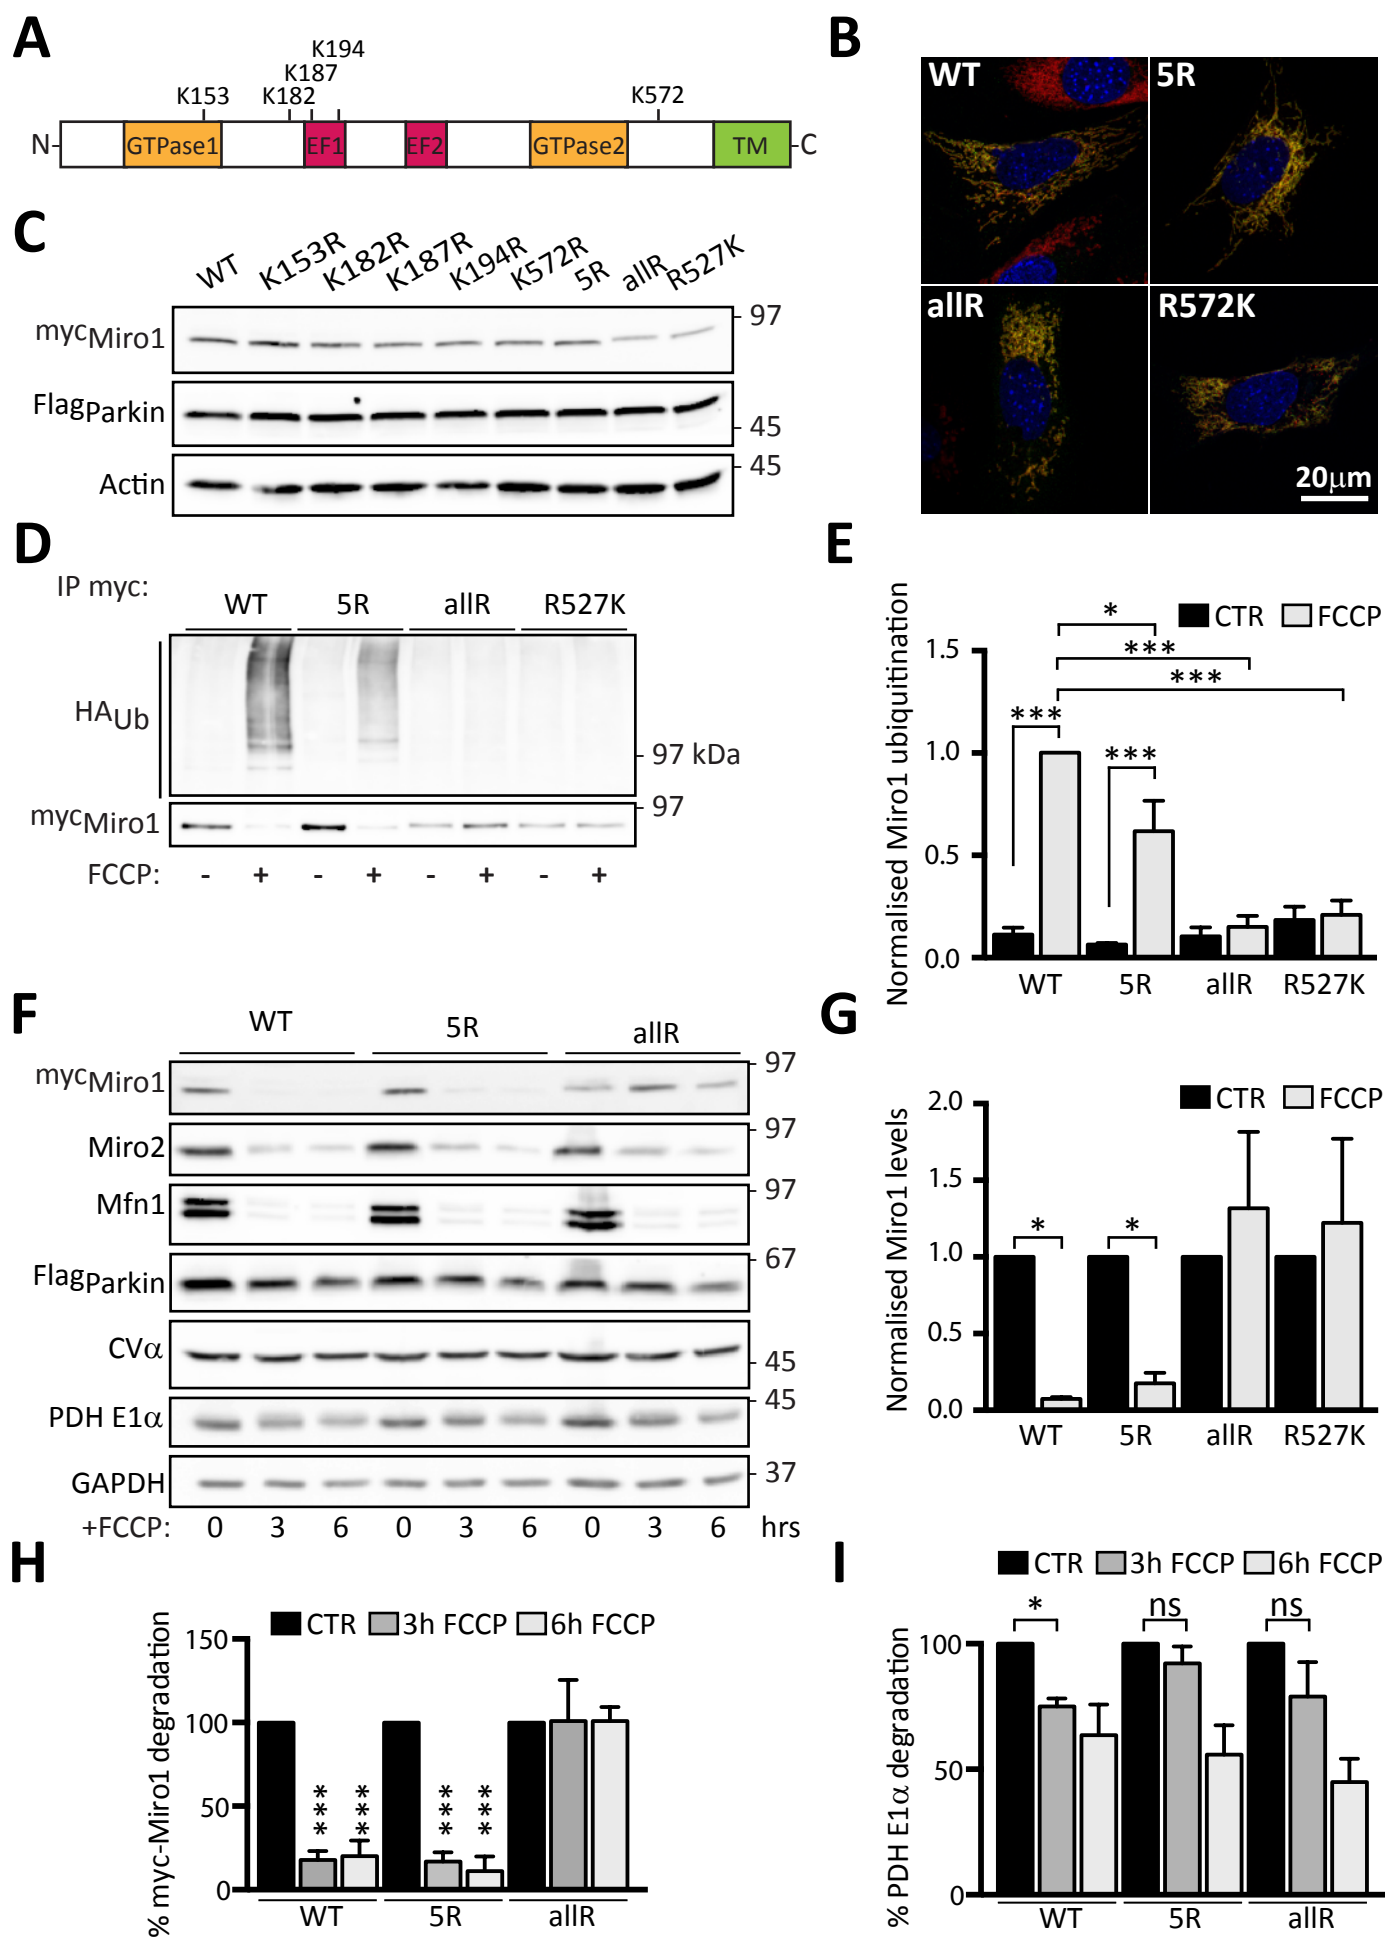 A
K194
K187
K153 K182 K572
N GTPase1 EF1 EF2 GTPase2 TM C
B
WT 5R
allR R572K
20μm
C
WT K153R K182R K187R K194R K572R 5R allR R527K
mycMiro1 97
FlagParkin 45
Actin 45
D
IP myc:
WT 5R allR R527K
HAUb
97 kDa
mycMiro1 97
FCCP: - + - + - + - +
E
Normalised Miro1 ubiquitination
CTR FCCP
*
***
***
*** ***
1.5
1.0
0.5
0.0
WT 5R allR R527K
F
WT 5R allR
mycMiro1 97
Miro2 97
Mfn1 97
FlagParkin 67
CVα 45
PDH E1α 45
GAPDH 37
+FCCP: 0 3 6 0 3 6 0 3 6 hrs
G
Normalised Miro1 levels
CTR FCCP
2.0
1.5
1.0
0.5
0.0
* *
WT 5R allR R527K
H
% myc-Miro1 degradation
CTR 3h FCCP 6h FCCP
150
100
50
0
*** *** *** ***
WT 5R allR
I
% PDH E1α degradation
CTR 3h FCCP 6h FCCP
* ns ns
100
50
0
WT 5R allR